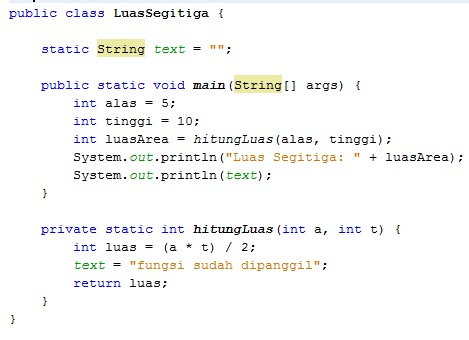 public class LuasSegitiga {
static String text = "";
public static void main(String[] args) {
int alas = 5;
int tinggi = 10;
int luasArea = hitungLuas(alas, tinggi);
System.out.println("Luas Segitiga: " + luasArea);
System.out.println(text);
}
private static int hitungLuas(int a, int t) {
int luas = (a * t) / 2;
text = "fungsi sudah dipanggil";
return luas;
}
}